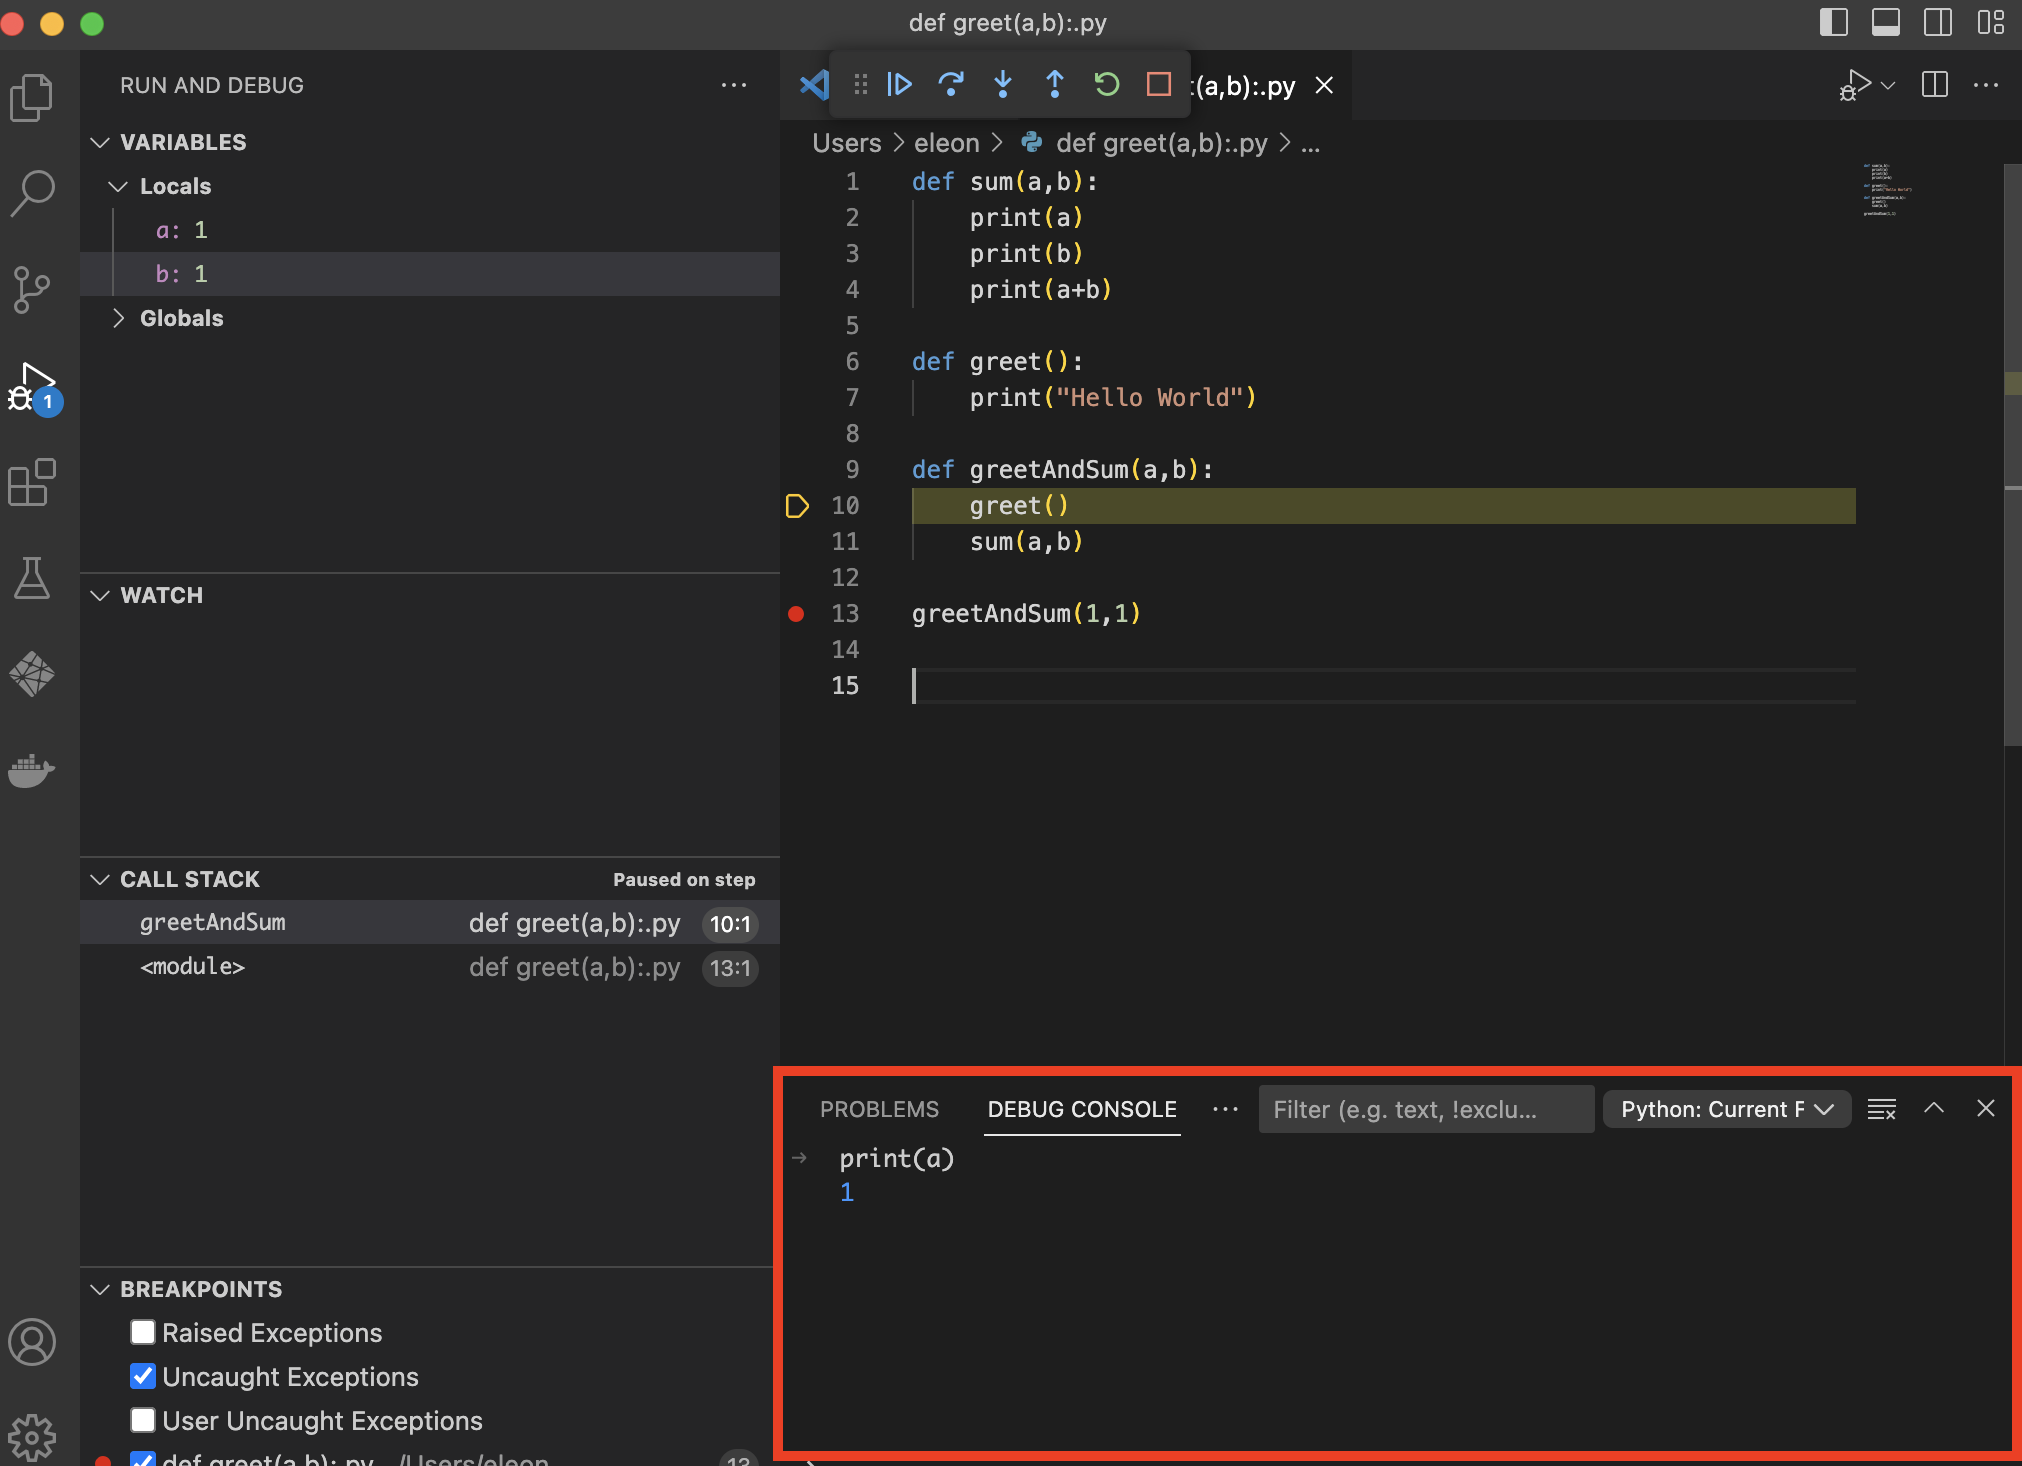 def greet(a,b):.py
RUN AND DEBUG
VARIABLES
Locals
a: 1
b: 1
Globals
1
WATCH
CALL STACK Paused on step
greetAndSum def greet(a,b):.py 10:1
<module> def greet(a,b):.py 13:1
BREAKPOINTS
Raised Exceptions
Uncaught Exceptions
User Uncaught Exceptions
def greet(a,b):.py /Users/eleon 13
t(a,b):.py
Users > eleon > def greet(a,b):.py > ...
1 def sum(a,b):
2 print(a)
3 print(b)
4 print(a+b)
5
6 def greet():
7 print("Hello World")
8
9 def greetAndSum(a,b):
10 greet()
11 sum(a,b)
12
13 greetAndSum(1,1)
14
15
PROBLEMS DEBUG CONSOLE ... Filter (e.g. text, !exclu... Python: Current F
print(a)
1